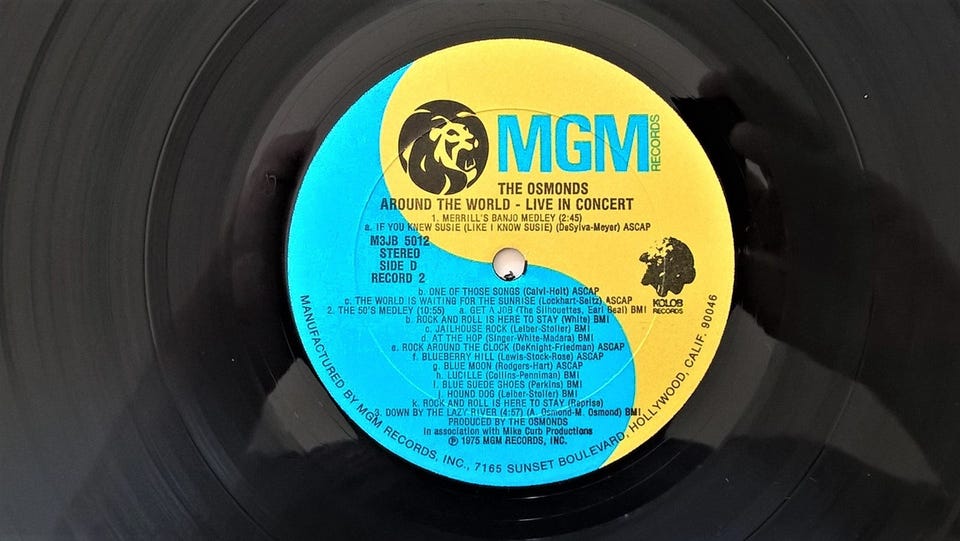 MGM RECORDS
THE OSMONDS
AROUND THE WORLD - LIVE IN CONCERT
1. MERRILL'S BANJO MEDLEY (2:45)
a. IF YOU KNEW SUSIE (LIKE I KNOW SUSIE) (DeSylva-Meyer) ASCAP
M3JB 5012
STEREO
SIDE D
RECORD 2
KOLOB
RECORDS
b. ONE OF THOSE SONGS (Calvi-Holt) ASCAP
c. THE WORLD IS WAITING FOR THE SUNRISE (Lockhart-Seitz) ASCAP
2. THE 50'S MEDLEY (10:55) a. GET A JOB (The Silhouettes, Earl Beal) BMI
b. ROCK AND ROLL IS HERE TO STAY (White) BMI
c. JAILHOUSE ROCK (Leiber-Stoller) BMI
d. AT THE HOP (Singer-White-Madara) BMI
e. ROCK AROUND THE CLOCK (DeKnight-Friedman) ASCAP
f. BLUEBERRY HILL (Lewis-Stock-Rose) ASCAP
g. BLUE MOON (Rodgers-Hart) ASCAP
h. LUCILLE (Collins-Penniman) BMI
i. BLUE SUEDE SHOES (Perkins) BMI
j. HOUND DOG (Leiber-Stoller) BMI
k. ROCK AND ROLL IS HERE TO STAY (Reprise)
3. DOWN BY THE LAZY RIVER (4:57) (A. Osmond-M. Osmond) BMI
PRODUCED BY THE OSMONDS
In association with Mike Curb Productions
℗ 1975 MGM RECORDS, INC.
MANUFACTURED BY MGM RECORDS, INC., 7165 SUNSET BOULEVARD, HOLLYWOOD, CALIF. 90046